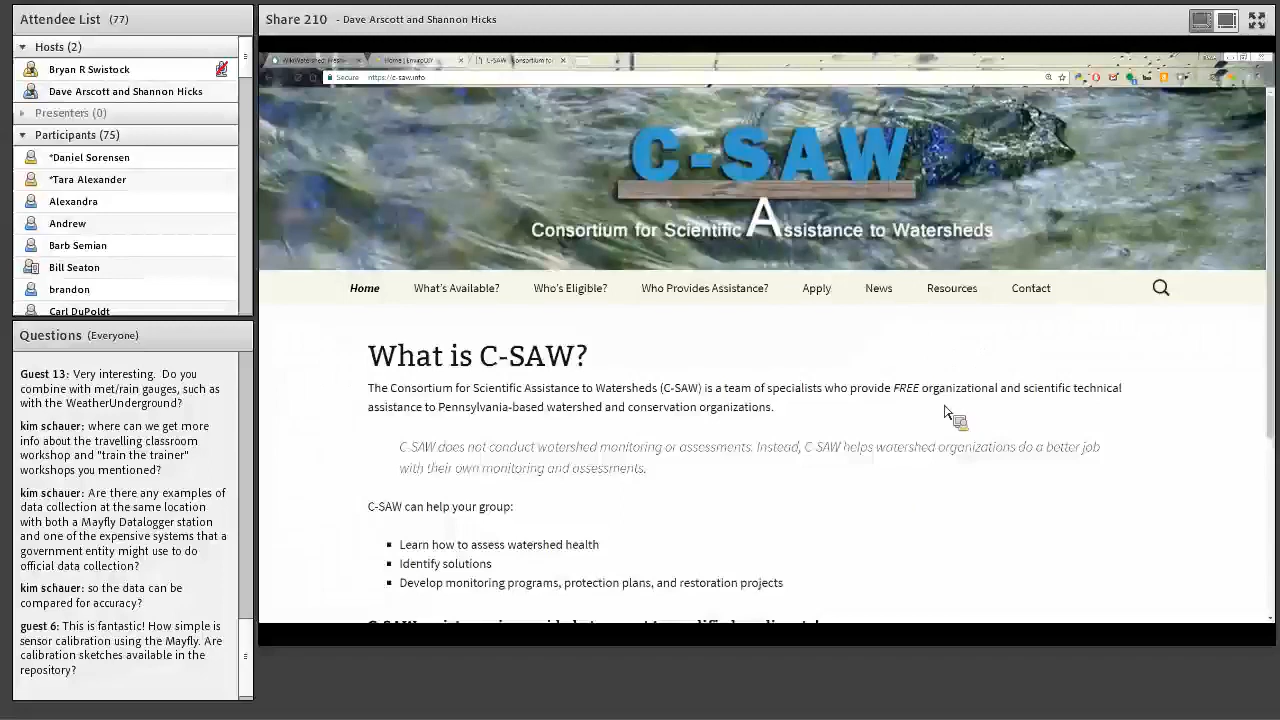 Attendee List (77)
Hosts (2)
Bryan R Swistock
Dave Arscott and Shannon Hicks
Presenters (0)
Participants (75)
*Daniel Sorensen
*Tara Alexander
Alexandra
Andrew
Barb Semian
Bill Seaton
brandon
Carl DuPoldt
Questions (Everyone)
Guest 13: Very interesting. Do you
combine with met/rain gauges, such as
with the WeatherUnderground?
kim schauer: where can we get more
info about the travelling classroom
workshop and "train the trainer"
workshops you mentioned?
kim schauer: Are there any examples of
data collection at the same location
with both a Mayfly Datalogger station
and one of the expensive systems that a
government entity might use to do
official data collection?
kim schauer: so the data can be
compared for accuracy?
guest 6: This is fantastic! How simple is
sensor calibration using the Mayfly. Are
calibration sketches available in the
repository?
Share 210 - Dave Arscott and Shannon Hicks
Secure https://c-saw.info
C-SAW
Consortium for Scientific Assistance to Watersheds
Home What's Available? Who's Eligible? Who Provides Assistance? Apply News Resources Contact
What is C-SAW?
The Consortium for Scientific Assistance to Watersheds (C-SAW) is a team of specialists who provide FREE organizational and scientific technical
assistance to Pennsylvania-based watershed and conservation organizations.
C-SAW does not conduct watershed monitoring or assessments. Instead, C-SAW helps watershed organizations do a better job
with their own monitoring and assessments.
C-SAW can help your group:
Learn how to assess watershed health
Identify solutions
Develop monitoring programs, protection plans, and restoration projects